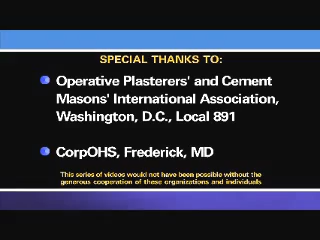 SPECIAL THANKS TO:
Operative Plasterers' and Cement
Masons' International Association,
Washington, D.C., Local 891
CorpOHS, Frederick, MD
This series of videos would not have been possible without the
generous cooperation of these organizations and individuals